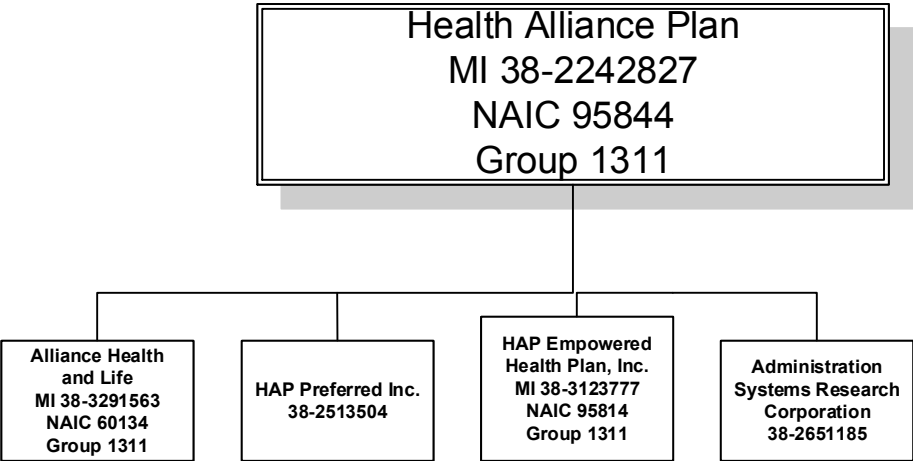 Health Alliance Plan
MI 38-2242827
NAIC 95844
Group 1311
Alliance Health
and Life
MI 38-3291563
NAIC 60134
Group 1311
HAP Preferred Inc.
38-2513504
HAP Empowered
Health Plan, Inc.
MI 38-3123777
NAIC 95814
Group 1311
Administration
Systems Research
Corporation
38-2651185